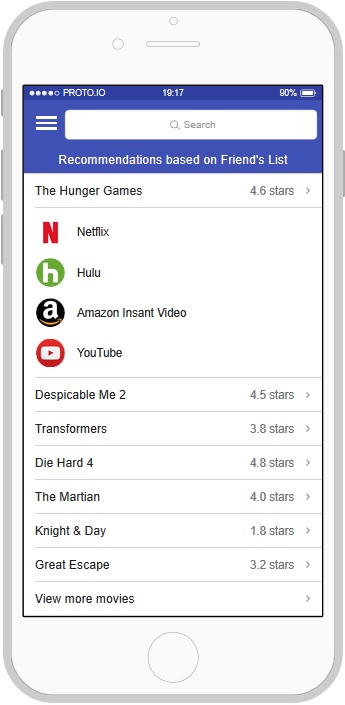 PROTO.IO 19:17 90%
Search
Recommendations based on Friend's List
The Hunger Games 4.6 stars
N Netflix
h Hulu
a Amazon Insant Video
YouTube
Despicable Me 2 4.5 stars
Transformers 3.8 stars
Die Hard 4 4.8 stars
The Martian 4.0 stars
Knight & Day 1.8 stars
Great Escape 3.2 stars
View more movies